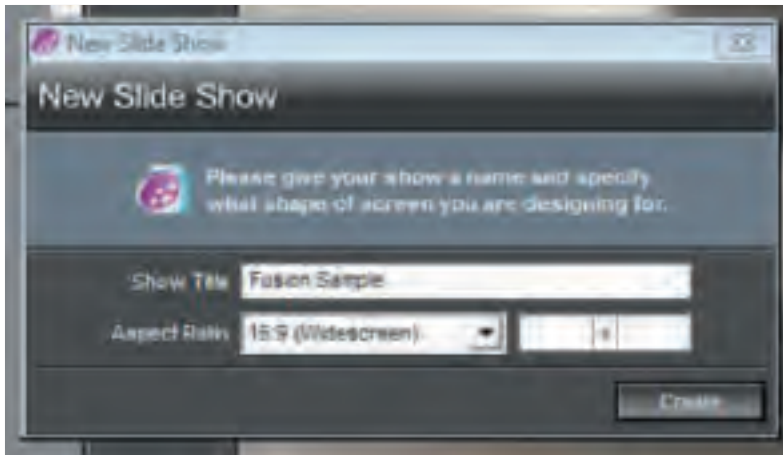 New Slide Show
New Slide Show
Please give your show a name and specify
what shape of screen you are designing for.
Show Title Fusion Sample
Aspect Ratio 16:9 (Widescreen)
Create